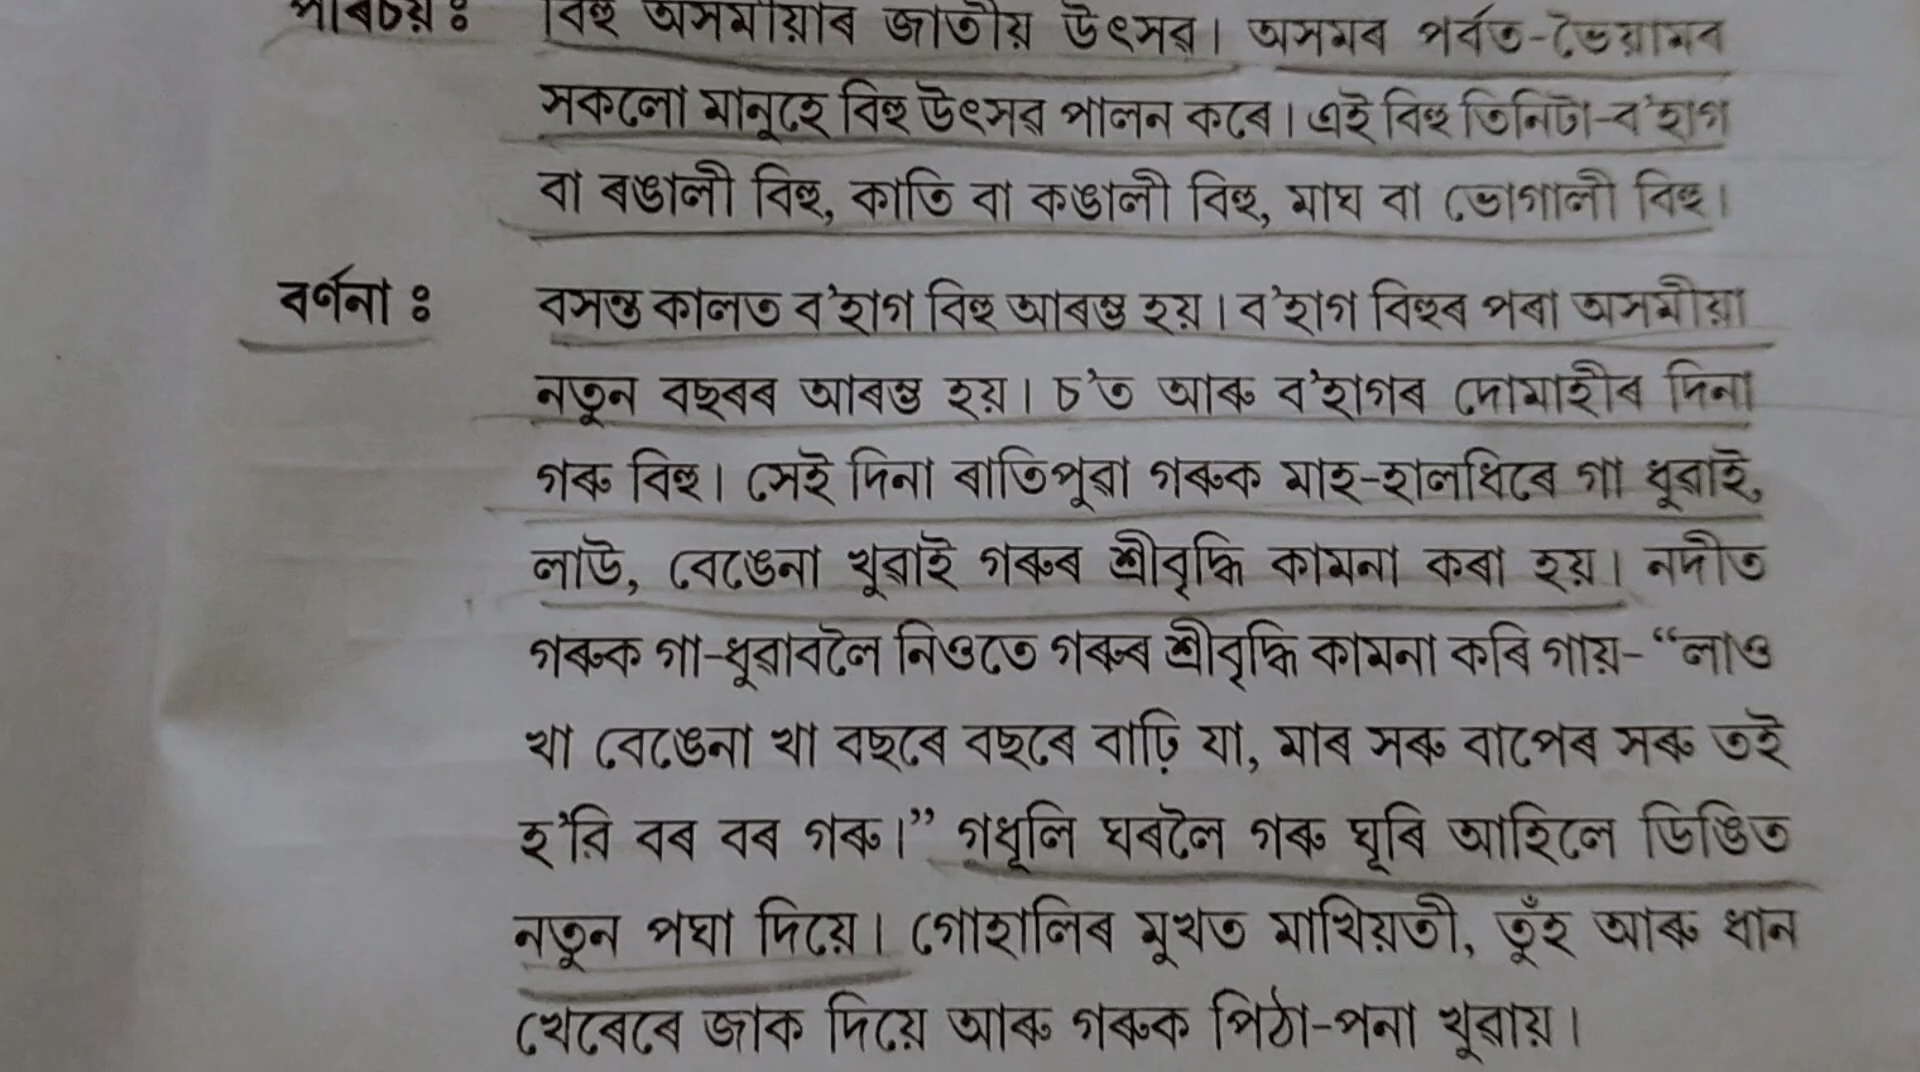 পৰিচয়ঃ বিহু অসমীয়াৰ জাতীয় উৎসৱ। অসমৰ পৰ্বত-ভৈয়ামৰ
সকলো মানুহে বিহু উৎসৱ পালন কৰে। এই বিহু তিনিটা-ব'হাগ
বা ৰঙালী বিহু, কাতি বা কঙালী বিহু, মাঘ বা ভোগালী বিহু।
বৰ্ণনা ঃ বসন্ত কালত ব'হাগ বিহু আৰম্ভ হয়। ব'হাগ বিহুৰ পৰা অসমীয়া
নতুন বছৰৰ আৰম্ভ হয়। চ'ত আৰু ব'হাগৰ দোমাহীৰ দিনা
গৰু বিহু। সেই দিনা ৰাতিপুৱা গৰুক মাহ-হালধিৰে গা ধুৱাই,
লাউ, বেঙেনা খুৱাই গৰুৰ শ্ৰীবৃদ্ধি কামনা কৰা হয়। নদীত
গৰুক গা-ধুৱাবলৈ নিওতে গৰুৰ শ্ৰীবৃদ্ধি কামনা কৰি গায়-“লাও
খা বেঙেনা খা বছৰে বছৰে বাঢ়ি যা, মাৰ সৰু বাপেৰ সৰু তই
হ'বি বৰ বৰ গৰু।” গধূলি ঘৰলৈ গৰু ঘূৰি আহিলে ডিঙিত
নতুন পঘা দিয়ে। গোহালিৰ মুখত মাখিয়তী, তুঁহ আৰু ধান
খেৰেৰে জাক দিয়ে আৰু গৰুক পিঠা-পনা খুৱায়।